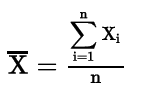 X̅ = (∑_{i=1}^{n} X_i) / n